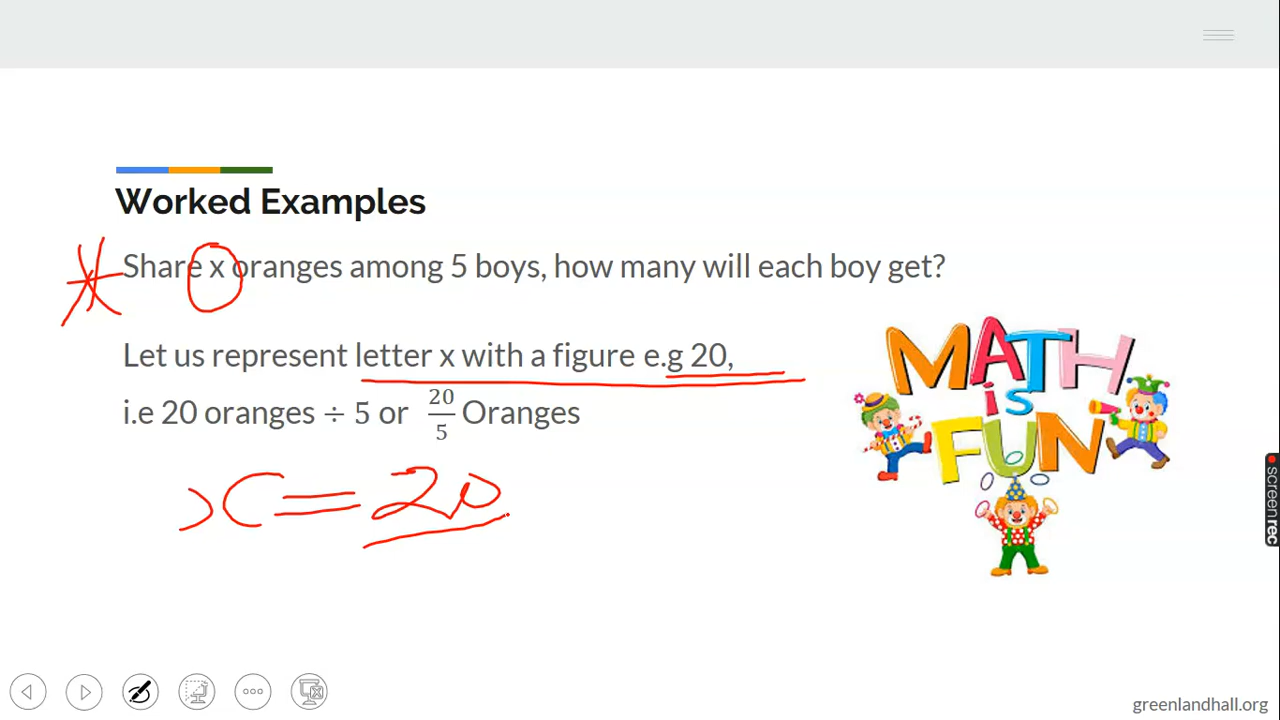 Worked Examples
Share x oranges among 5 boys, how many will each boy get?
Let us represent letter x with a figure e.g 20,
i.e 20 oranges ÷ 5 or 20/5 Oranges
x = 20
MATH
is
FUN
screenrec
greenlandhall.org